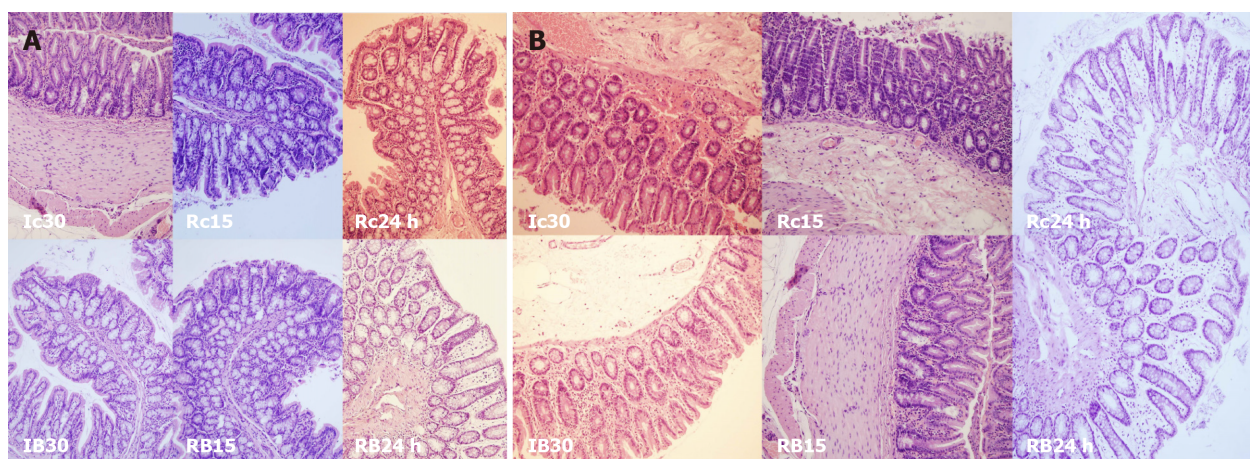 A
Ic30
Rc15
Rc24 h
IB30
RB15
RB24 h
B
Ic30
Rc15
Rc24 h
IB30
RB15
RB24 h